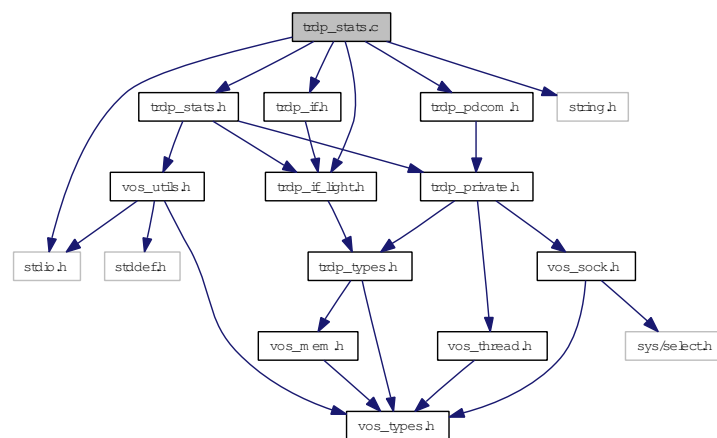 trdp_stats.c
trdp_stats.h
trdp_if.h
trdp_pdcom.h
string.h
vos_utils.h
trdp_if_light.h
trdp_private.h
stdio.h
stddef.h
trdp_types.h
vos_sock.h
vos_mem.h
vos_thread.h
sys/select.h
vos_types.h